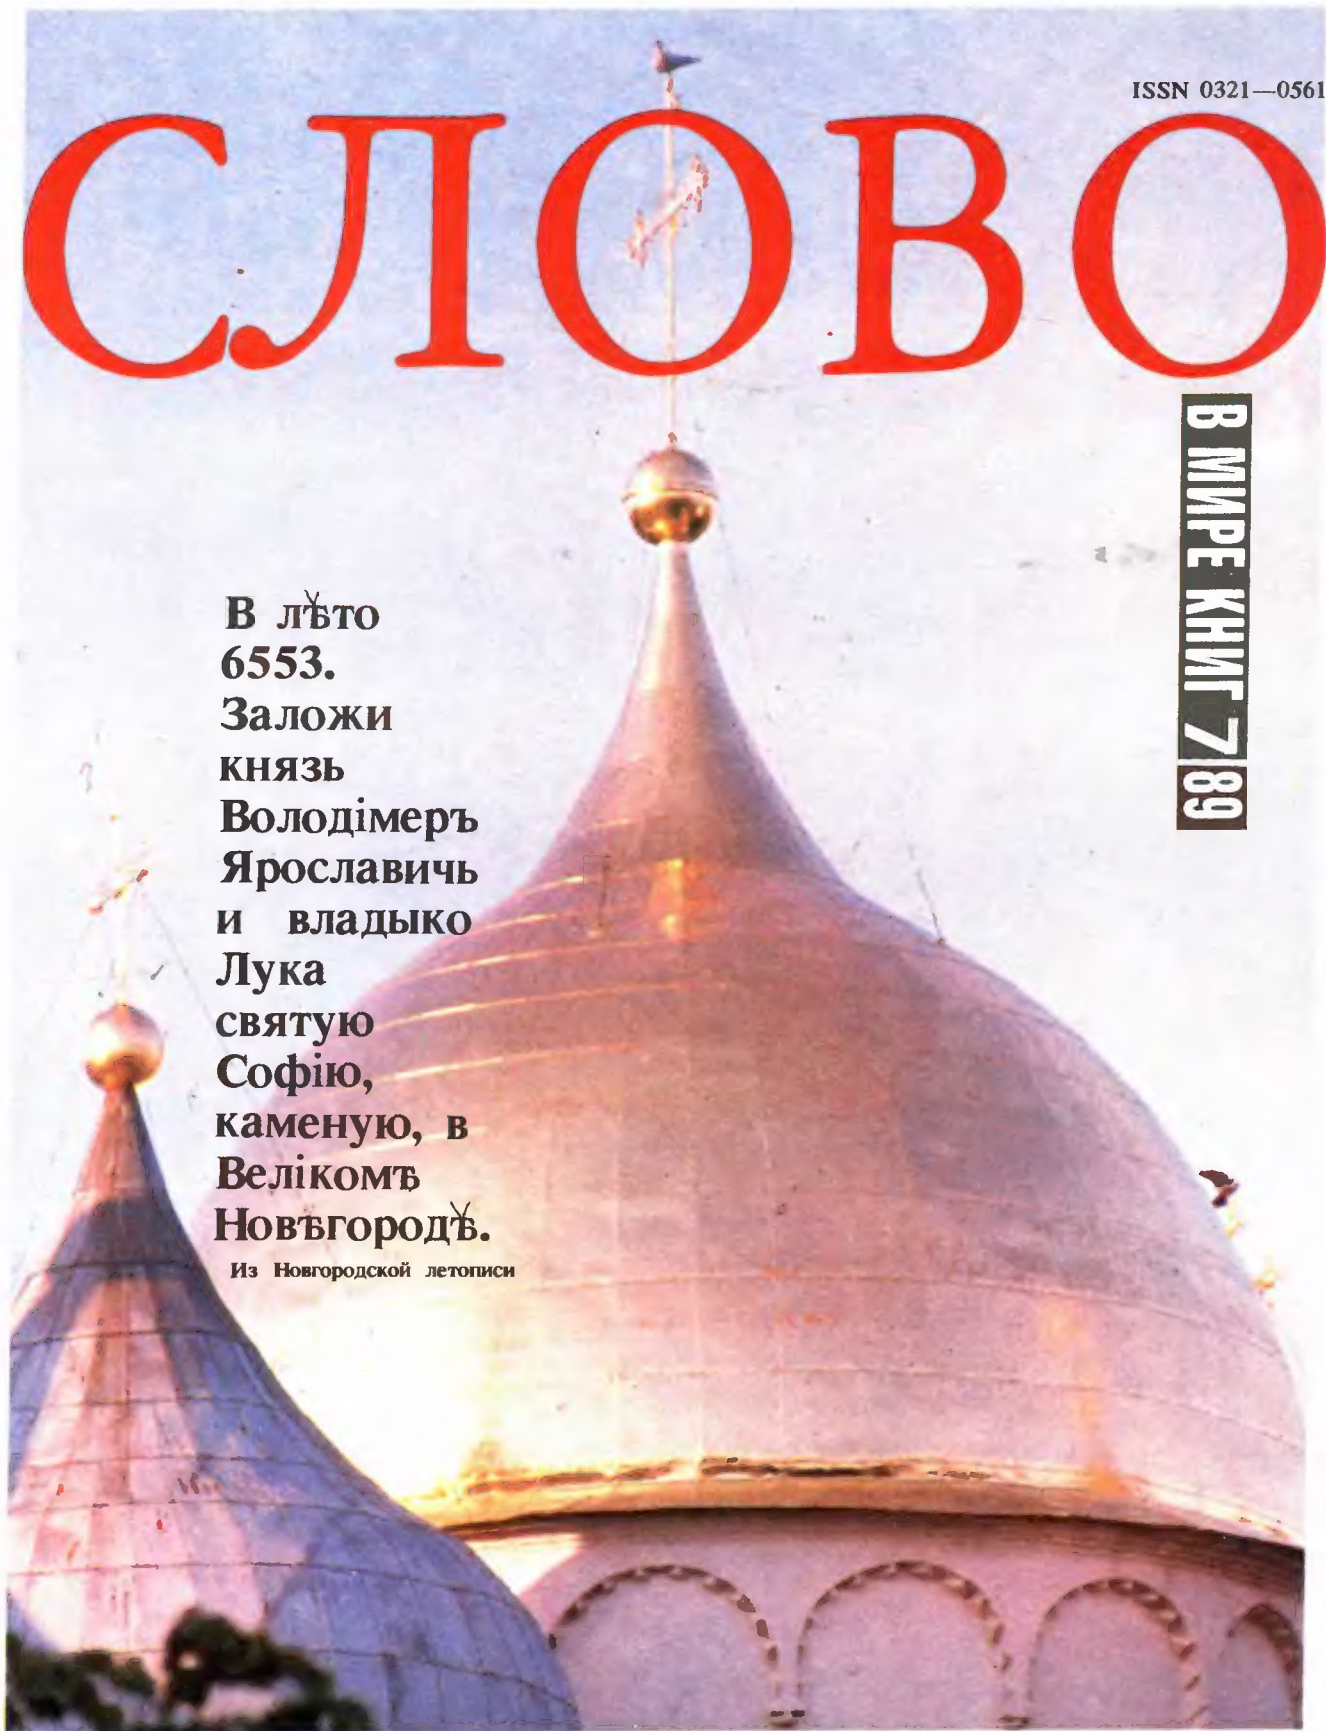 ISSN 0321—0561
СЛОВО
В МИРЕ КНИГ 7 89
В лѣто
6553.
Заложи
князь
Володімеръ
Ярославичь
и владыко
Лука
святую
Софію,
каменую, в
Велікомѣ
Новѣгородѣ.
Из Новгородской летописи